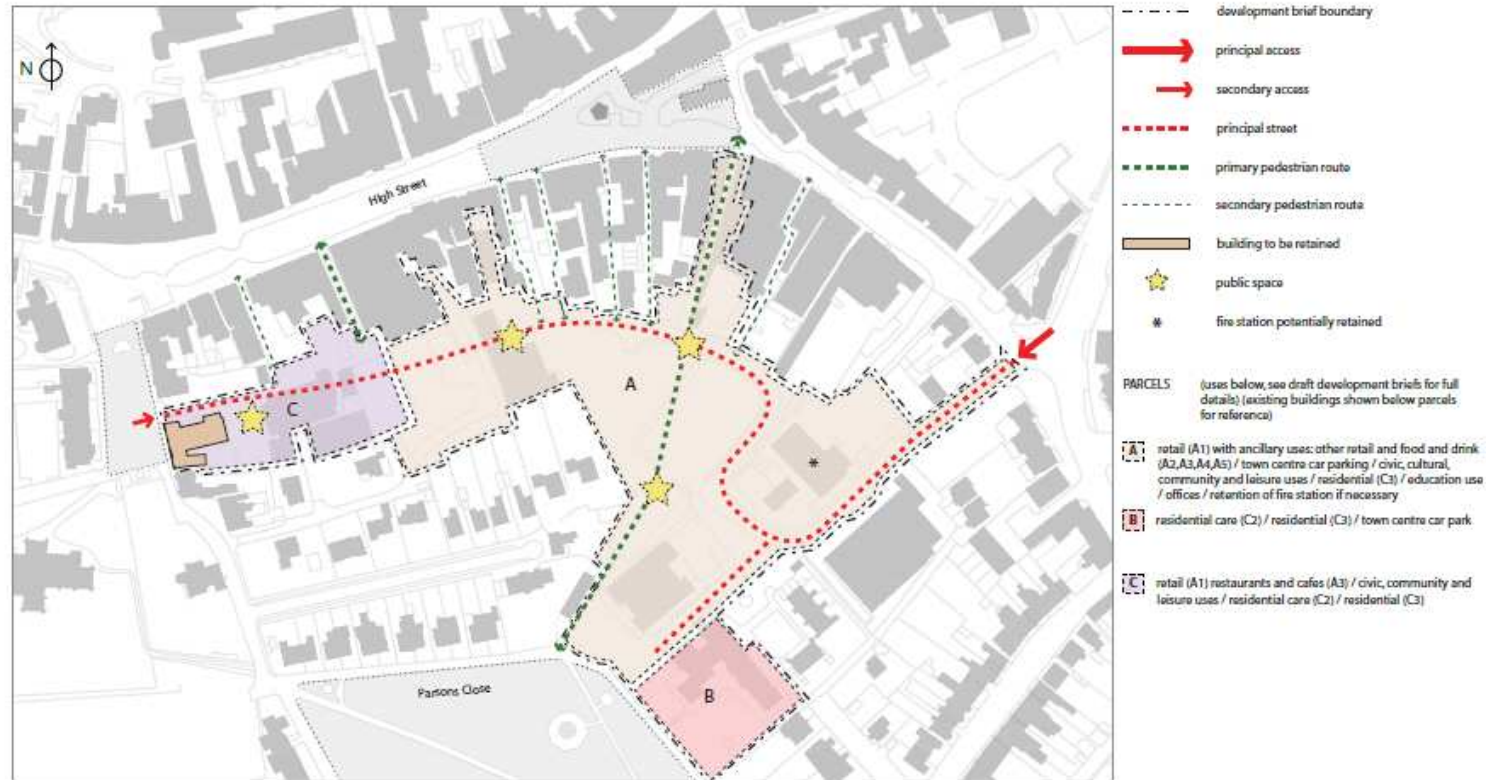 N
High Street
Parsons Close
A
B
C
*
development brief boundary
principal access
secondary access
principal street
primary pedestrian route
secondary pedestrian route
building to be retained
public space
* fire station potentially retained
PARCELS (uses below, see draft development briefs for full
details) (existing buildings shown below parcels
for reference)
A retail (A1) with ancillary uses: other retail and food and drink
(A2,A3,A4,A5) / town centre car parking / civic, cultural,
community and leisure uses / residential (C3) / education use
/ offices / retention of fire station if necessary
B residential care (C2) / residential (C3) / town centre car park
C retail (A1) restaurants and cafes (A3) / civic, community and
leisure uses / residential care (C2) / residential (C3)